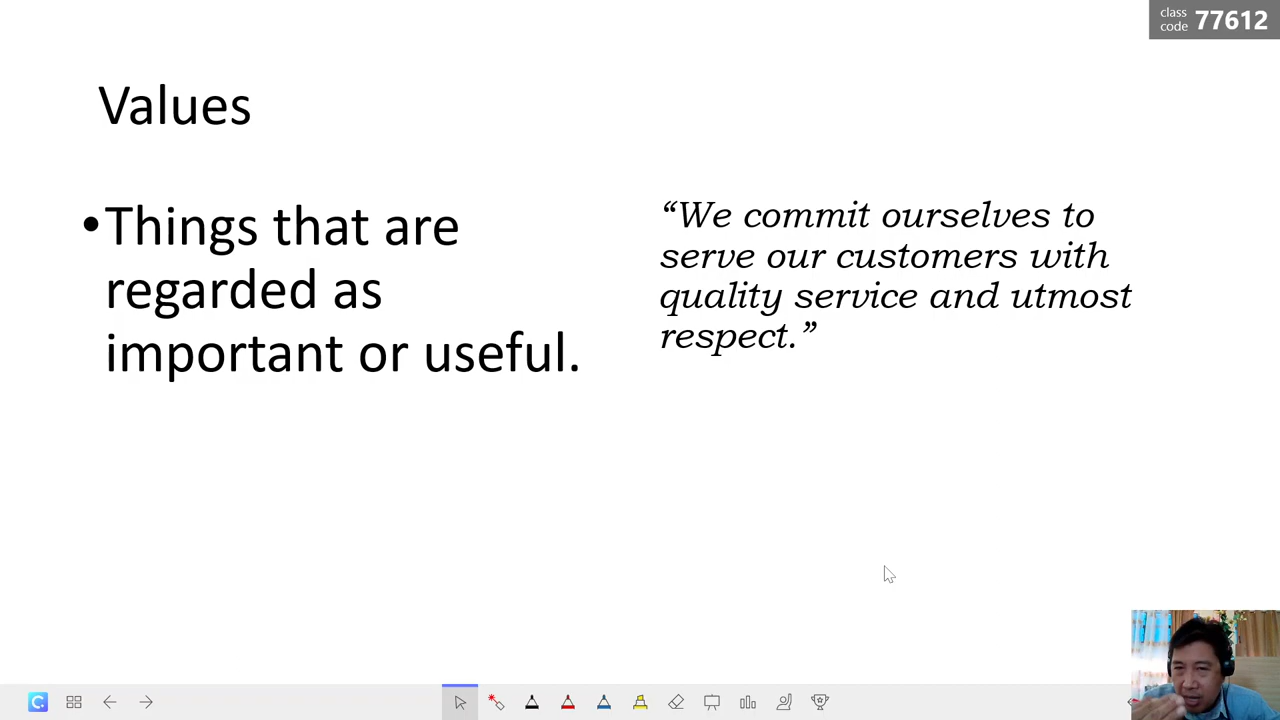 class
code 77612
Values
•Things that are
regarded as
important or useful.
“We commit ourselves to
serve our customers with
quality service and utmost
respect.”